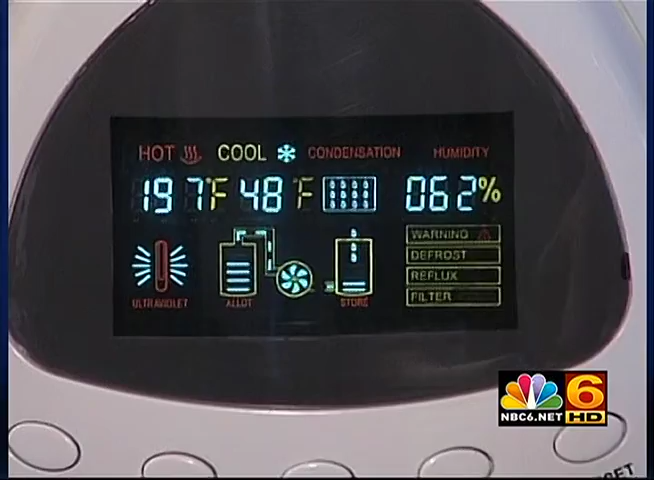 HOT COOL CONDENSATION HUMIDITY
197°F 48°F 062%
WARNING
DEFROST
REFLUX
FILTER
ULTRAVIOLET ALLOT STORE
6
NBC6.NET HD